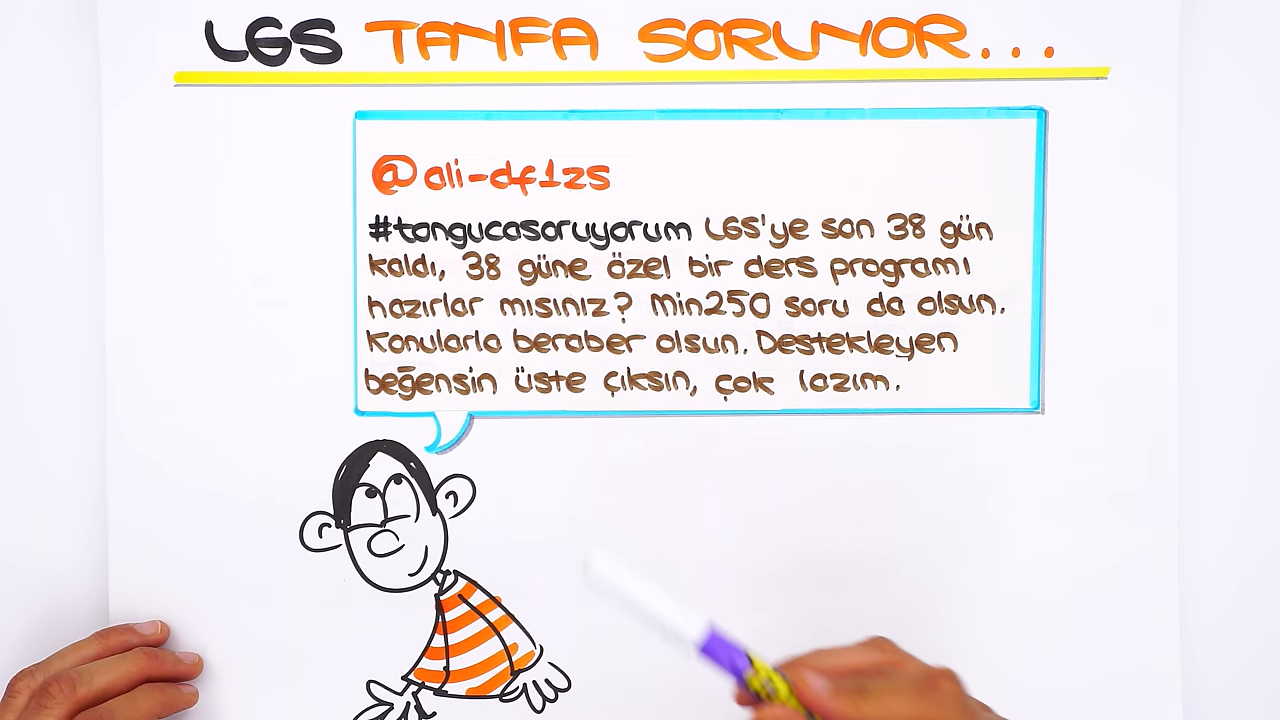 LGS TAYFA SORUYOR...
@ali-df1zs
#tongucasoruyorum LGS'ye son 38 gün
kaldı, 38 güne özel bir ders programı
hazırlar mısınız? Min250 soru da olsun.
Konularla beraber olsun. Destekleyen
beğensin üste çıksın, çok lazım.